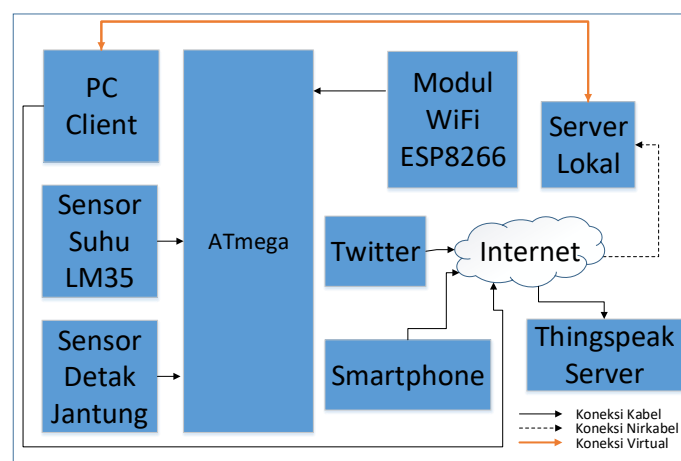 PC
Client
Sensor
Suhu
LM35
Sensor
Detak
Jantung
ATmega
Modul
WiFi
ESP8266
Server
Lokal
Twitter
Internet
Smartphone
Thingspeak
Server
Koneksi Kabel
Koneksi Nirkabel
Koneksi Virtual